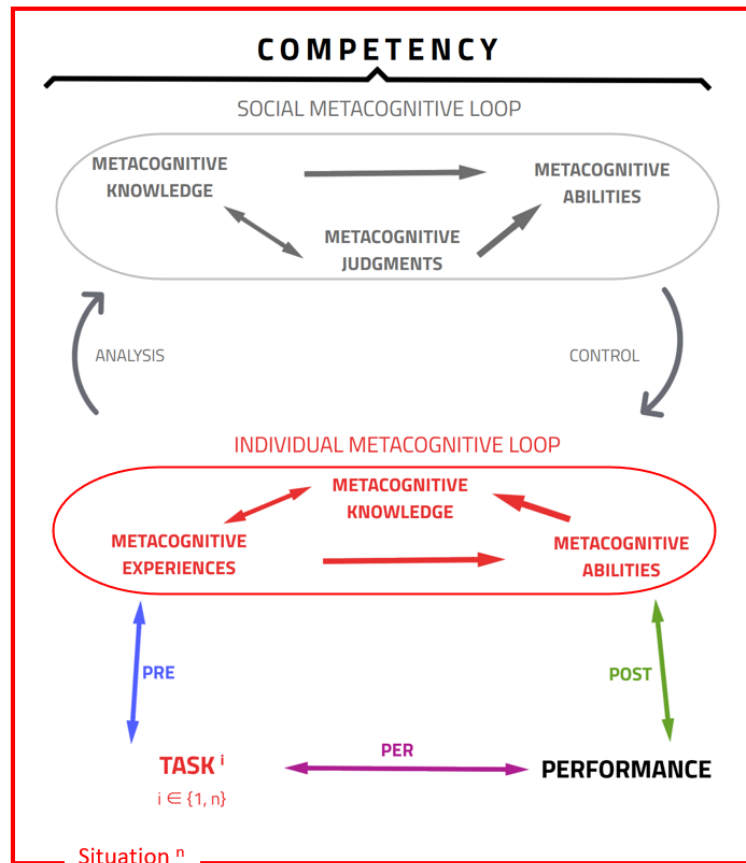 COMPETENCY
SOCIAL METACOGNITIVE LOOP
METACOGNITIVE
KNOWLEDGE
METACOGNITIVE
ABILITIES
METACOGNITIVE
JUDGMENTS
ANALYSIS
CONTROL
INDIVIDUAL METACOGNITIVE LOOP
METACOGNITIVE
KNOWLEDGE
METACOGNITIVE
EXPERIENCES
METACOGNITIVE
ABILITIES
PRE
POST
PER
TASK ⁱ
i ∈ {1, n}
PERFORMANCE
Situation ⁿ